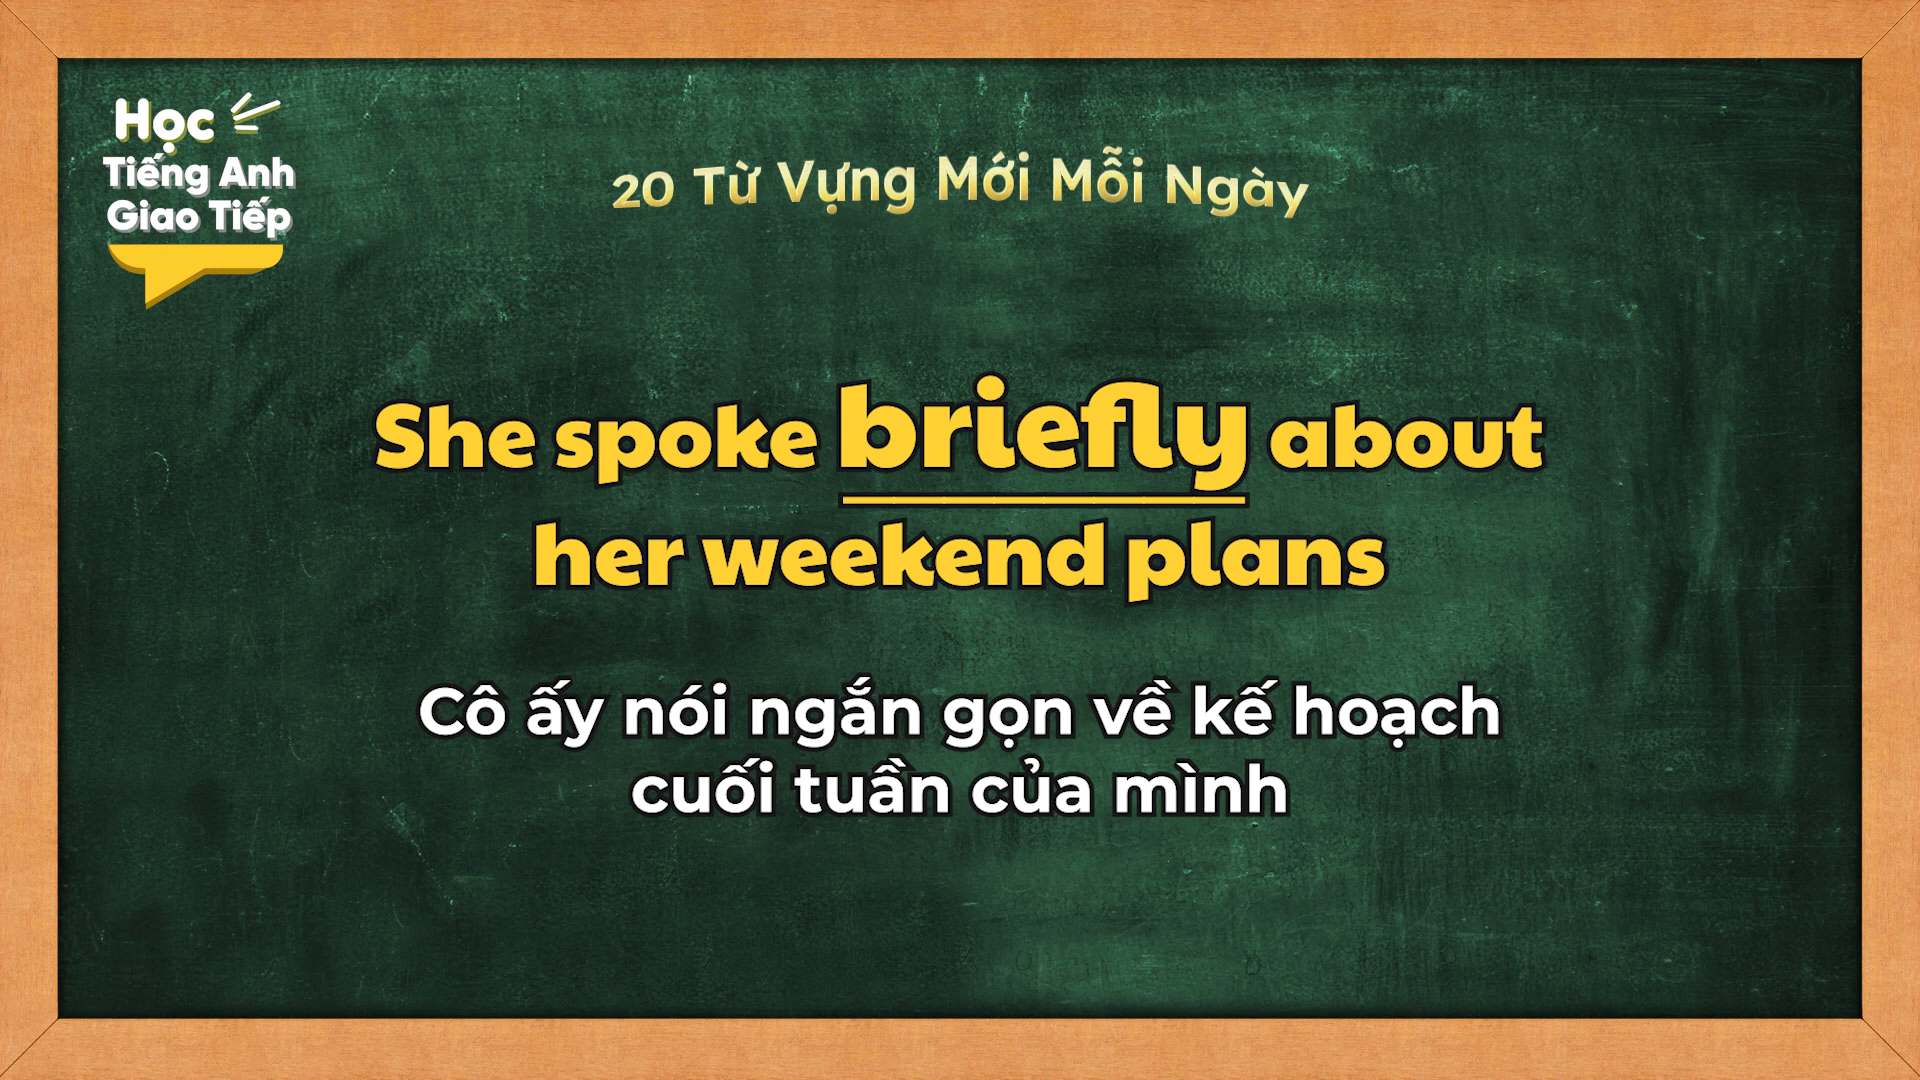 Học
Tiếng Anh
Giao Tiếp
20 Từ Vựng Mới Mỗi Ngày
She spoke briefly about
her weekend plans
Cô ấy nói ngắn gọn về kế hoạch
cuối tuần của mình